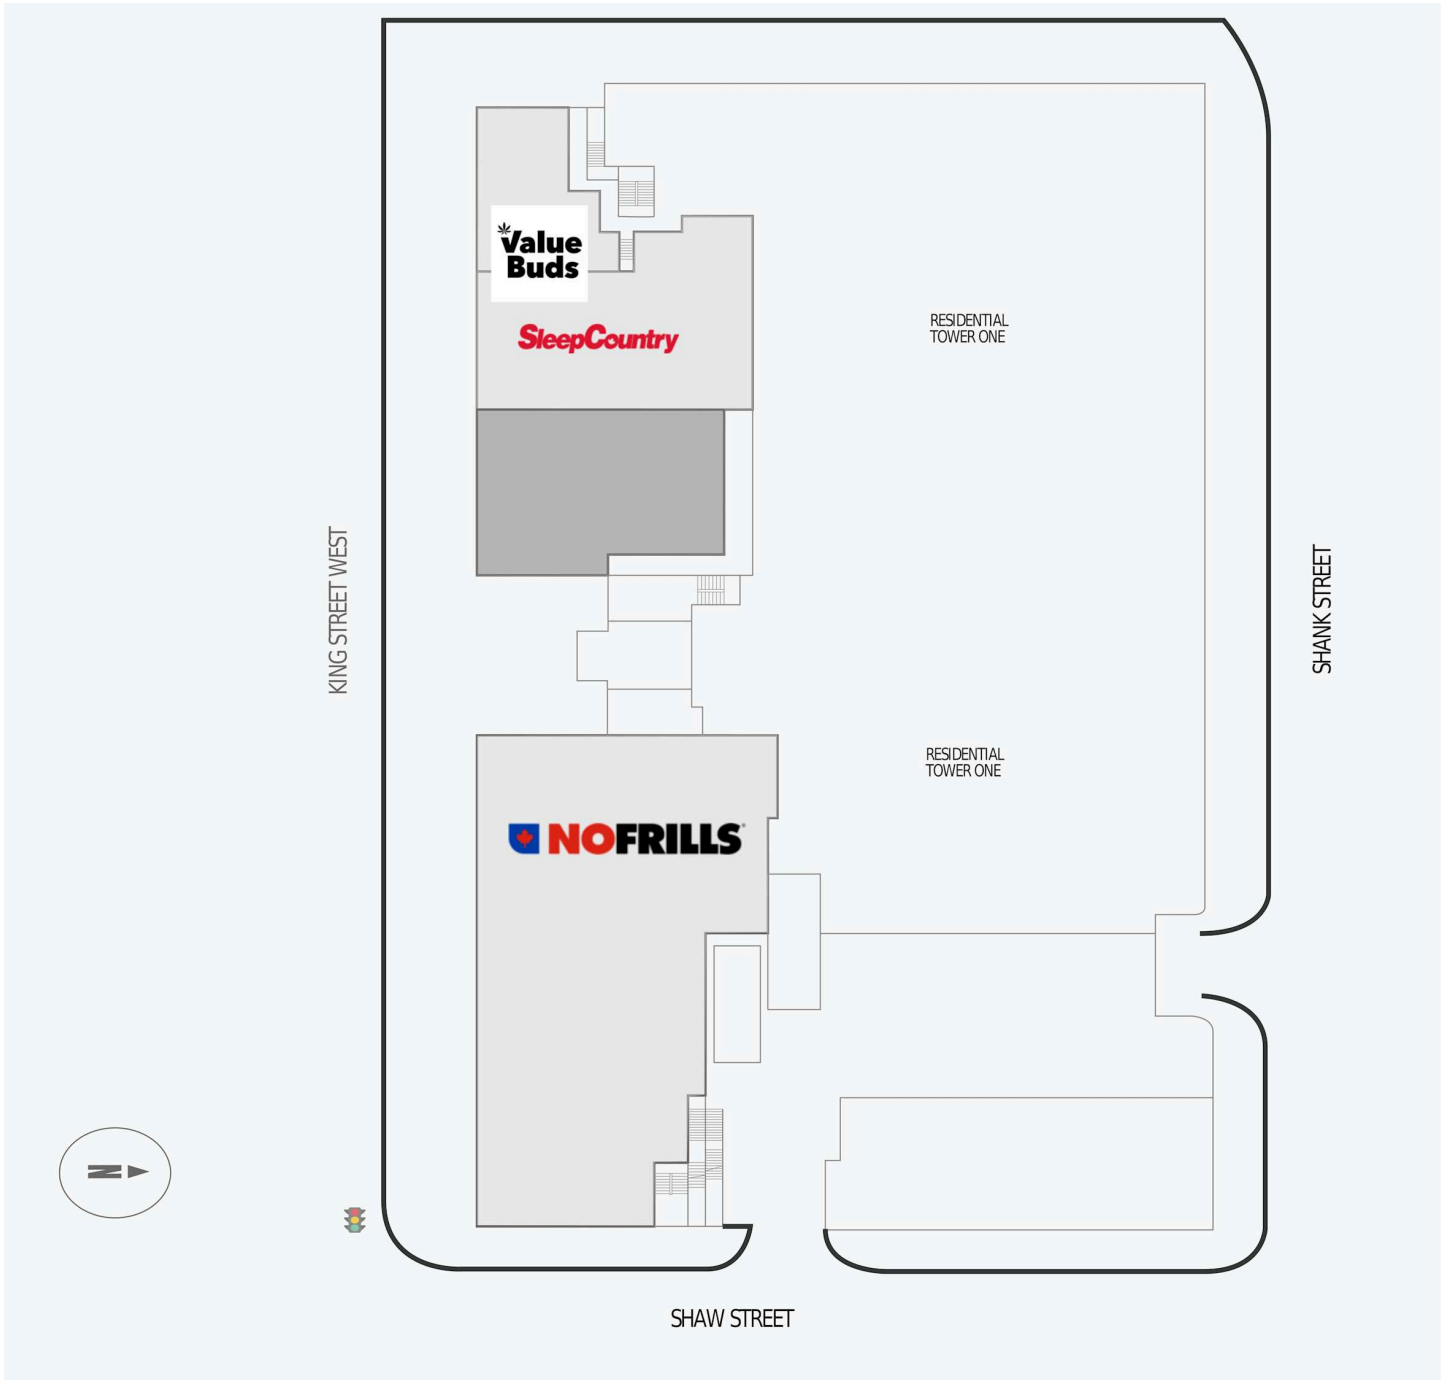 Value
Buds
SleepCountry
RESIDENTIAL
TOWER ONE
KING STREET WEST
SHANK STREET
RESIDENTIAL
TOWER ONE
NOFRILLS®
N
SHAW STREET